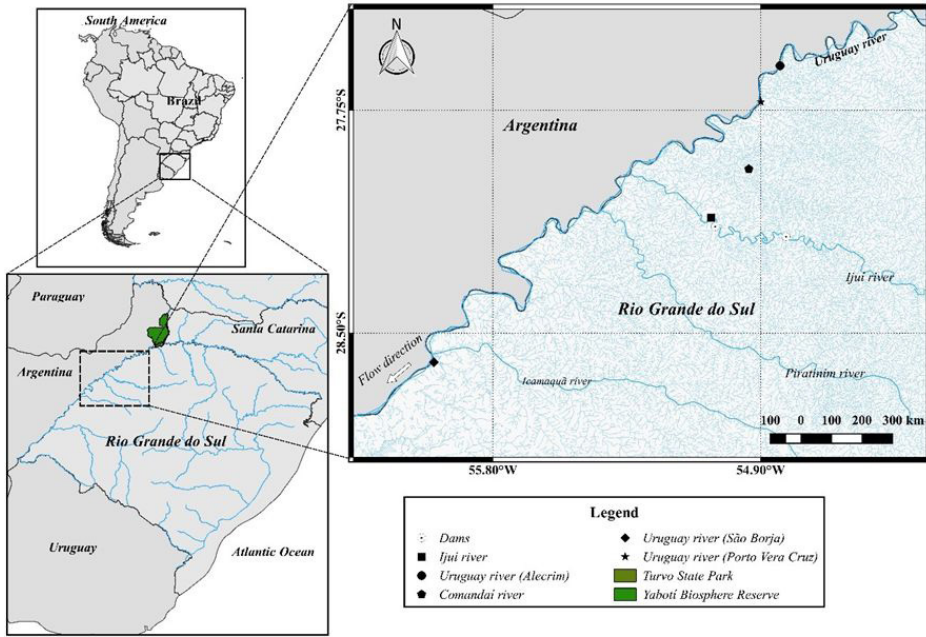 South America
Brazil
Paraguay
Santa Catarina
Argentina
Rio Grande do Sul
Uruguay
Atlantic Ocean
N
Uruguay river
Argentina
27.75°S
28.50°S
Ijui river
Rio Grande do Sul
Flow direction
Icamaquã river
Piratinim river
100 0 100 200 300 km
55.80°W
54.90°W
Legend
Dams
Ijui river
Uruguay river (Alecrim)
Comandaí river
Uruguay river (São Borja)
Uruguay river (Porto Vera Cruz)
Turvo State Park
Yabotí Biosphere Reserve